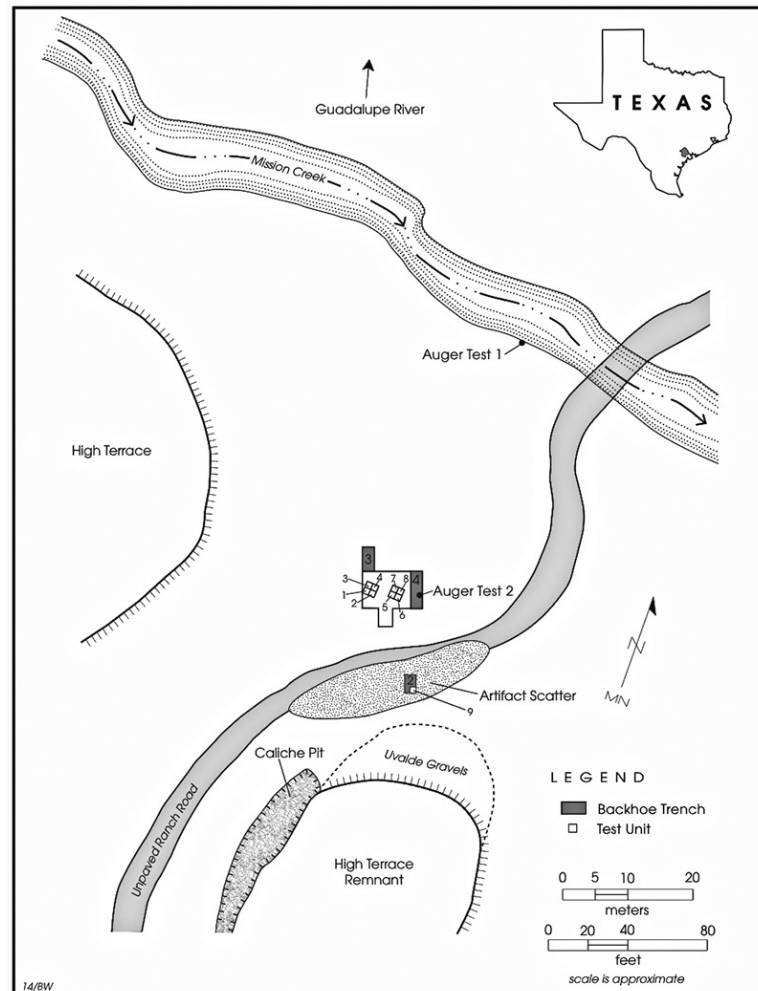 Guadalupe River
TEXAS
Mission Creek
Auger Test 1
High Terrace
3
4
3
4
7
8
1
2
5
6
Auger Test 2
N
MN
2
Artifact Scatter
9
Caliche Pit
Uvalde Gravels
Unpaved Ranch Road
High Terrace
Remnant
LEGEND
Backhoe Trench
Test Unit
0 5 10 20
meters
0 20 40 80
feet
scale is approximate
14/BW